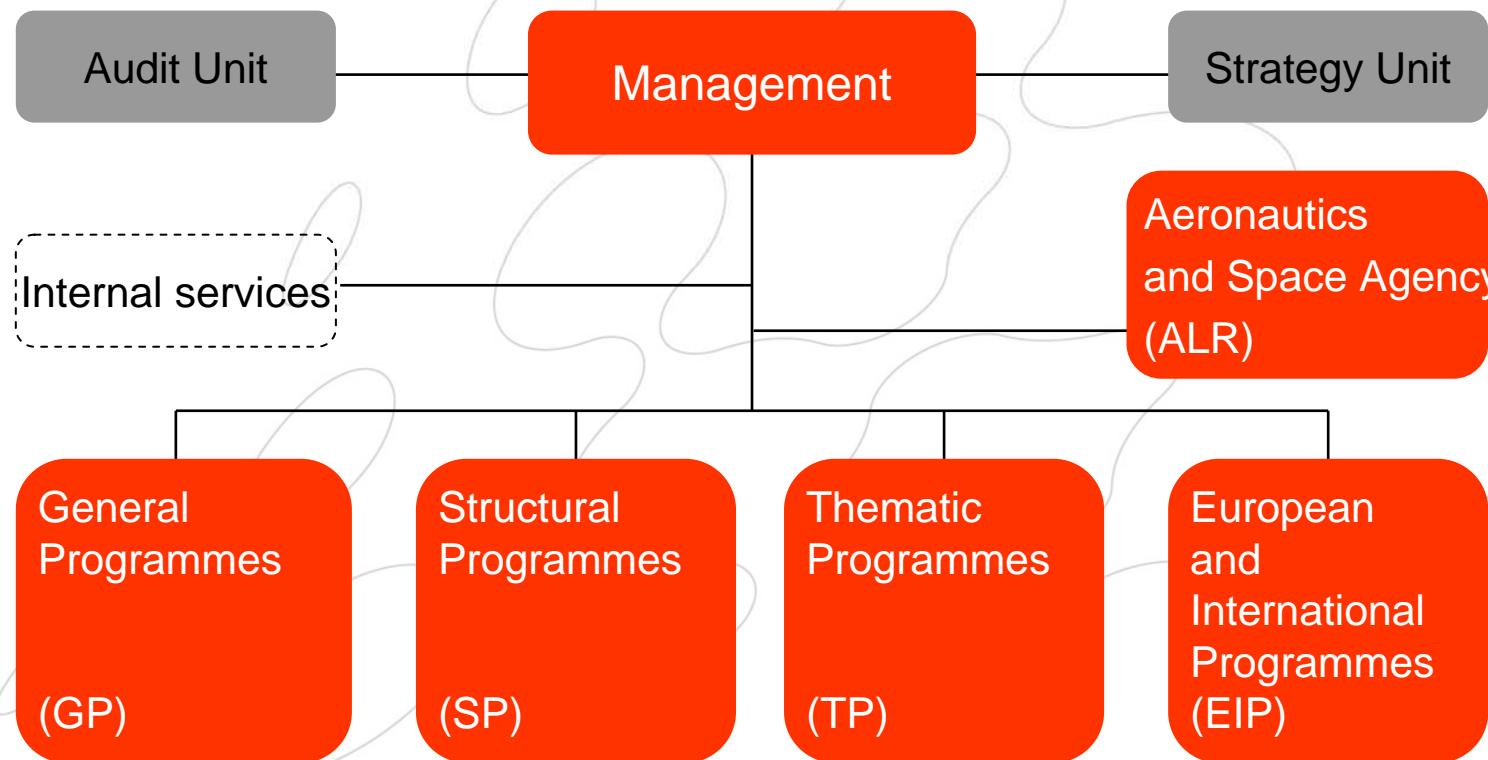 Audit Unit
Management
Strategy Unit
Internal services
Aeronautics
and Space Agency
(ALR)
General
Programmes
(GP)
Structural
Programmes
(SP)
Thematic
Programmes
(TP)
European
and
International
Programmes
(EIP)